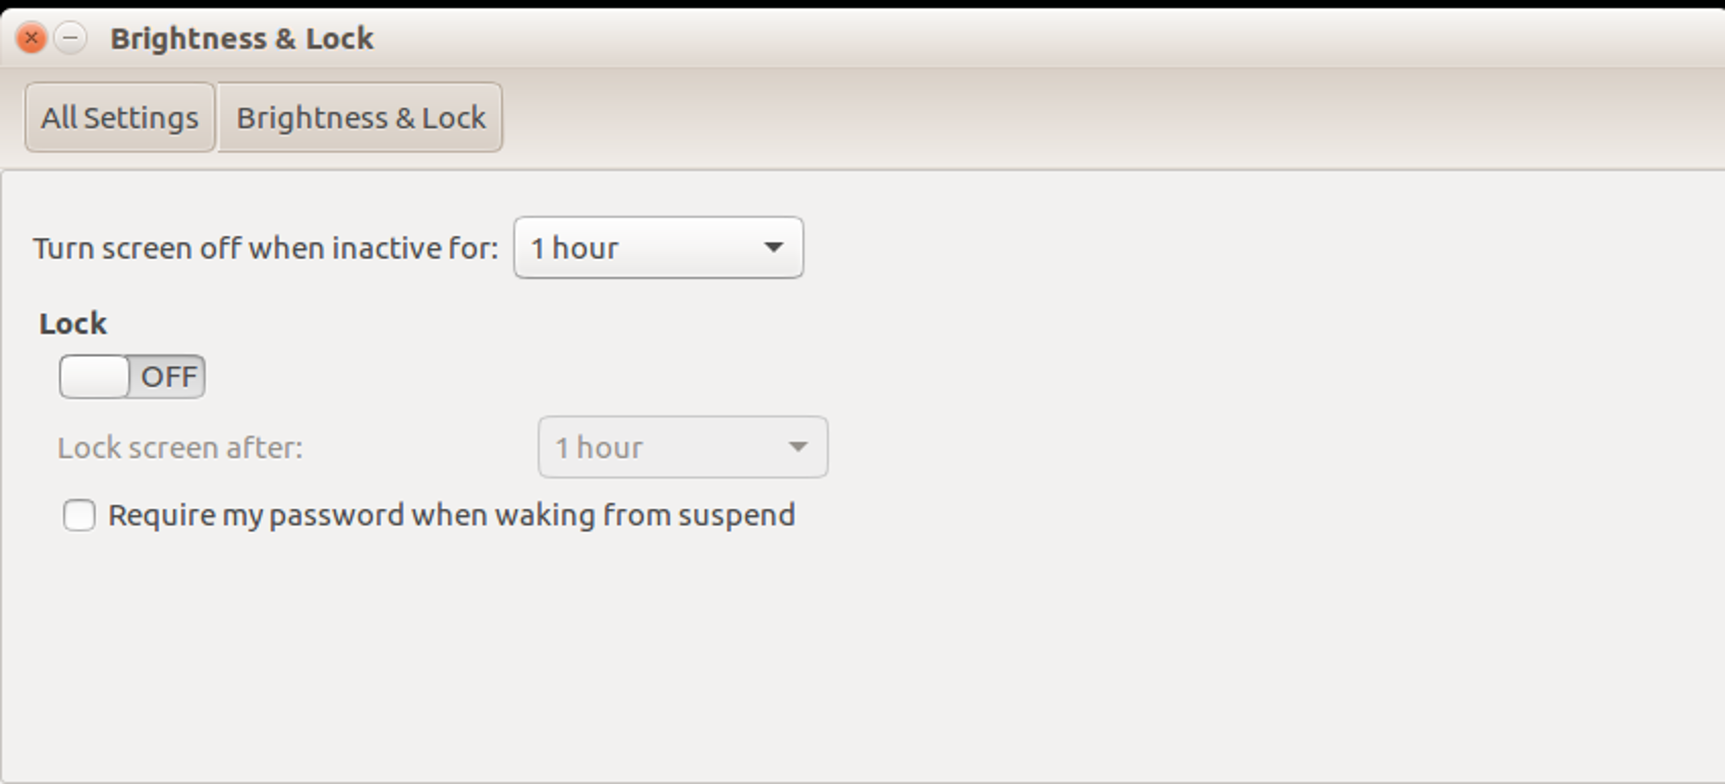 Brightness & Lock
All Settings Brightness & Lock
Turn screen off when inactive for: 1 hour
Lock
OFF
Lock screen after: 1 hour
Require my password when waking from suspend